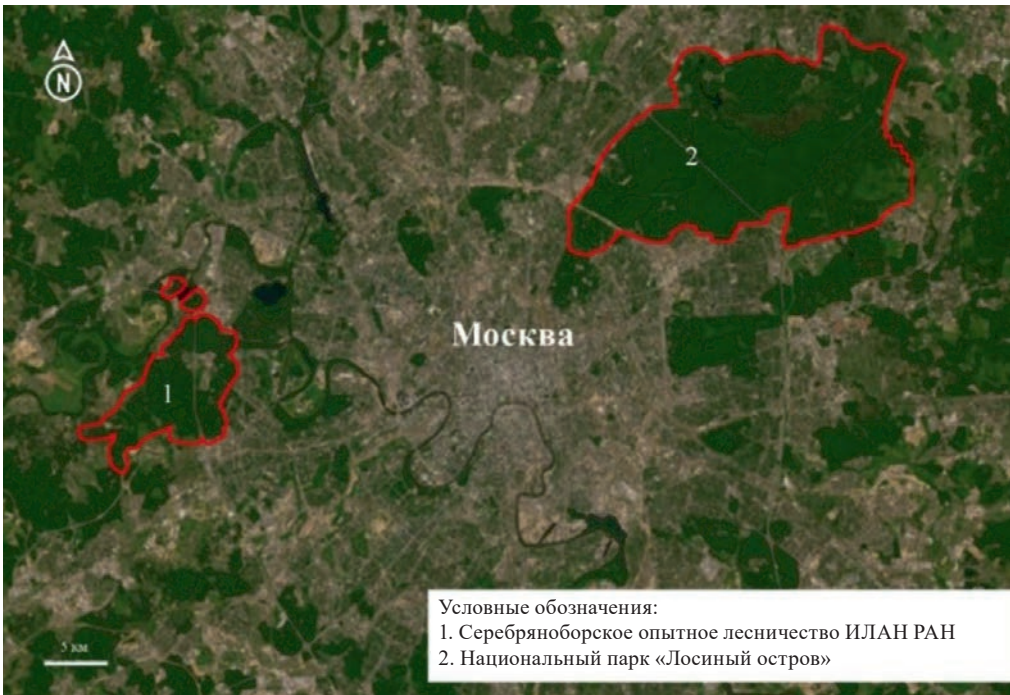 N
2
Москва
1
5 км
Условные обозначения:
1. Серебряноборское опытное лесничество ИЛАН РАН
2. Национальный парк «Лосиный остров»